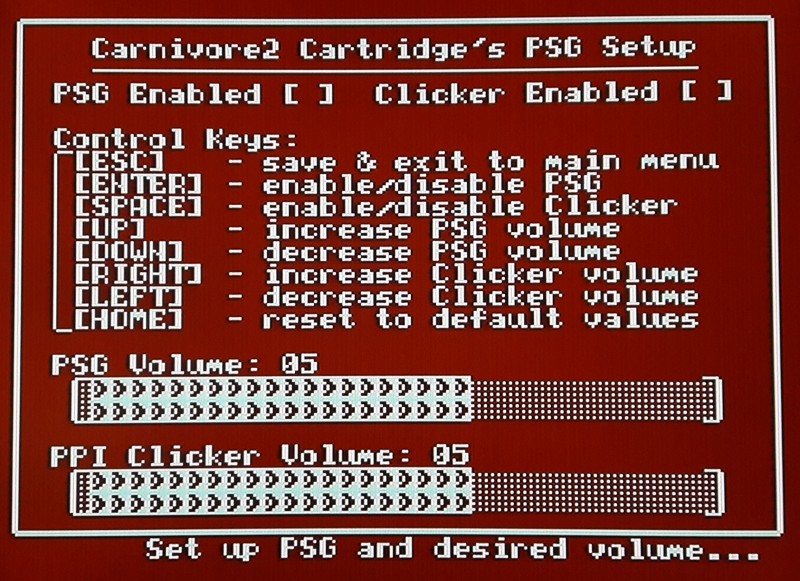 Carnivore2 Cartridge's PSG Setup
PSG Enabled [ ] Clicker Enabled [ ]
Control Keys:
[ESC] - save & exit to main menu
[ENTER] - enable/disable PSG
[SPACE] - enable/disable Clicker
[UP] - increase PSG volume
[DOWN] - decrease PSG volume
[RIGHT] - increase Clicker volume
[LEFT] - decrease Clicker volume
[HOME] - reset to default values
PSG Volume: 05
PPI Clicker Volume: 05
Set up PSG and desired volume...